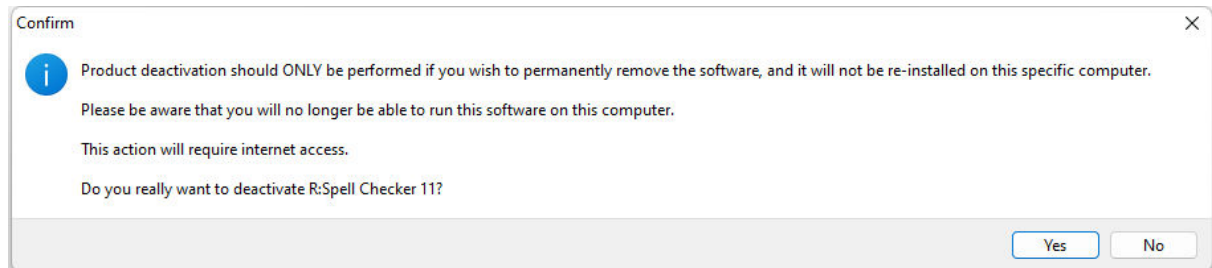 Confirm
Product deactivation should ONLY be performed if you wish to permanently remove the software, and it will not be re-installed on this specific computer.
Please be aware that you will no longer be able to run this software on this computer.
This action will require internet access.
Do you really want to deactivate R:Spell Checker 11?
Yes No